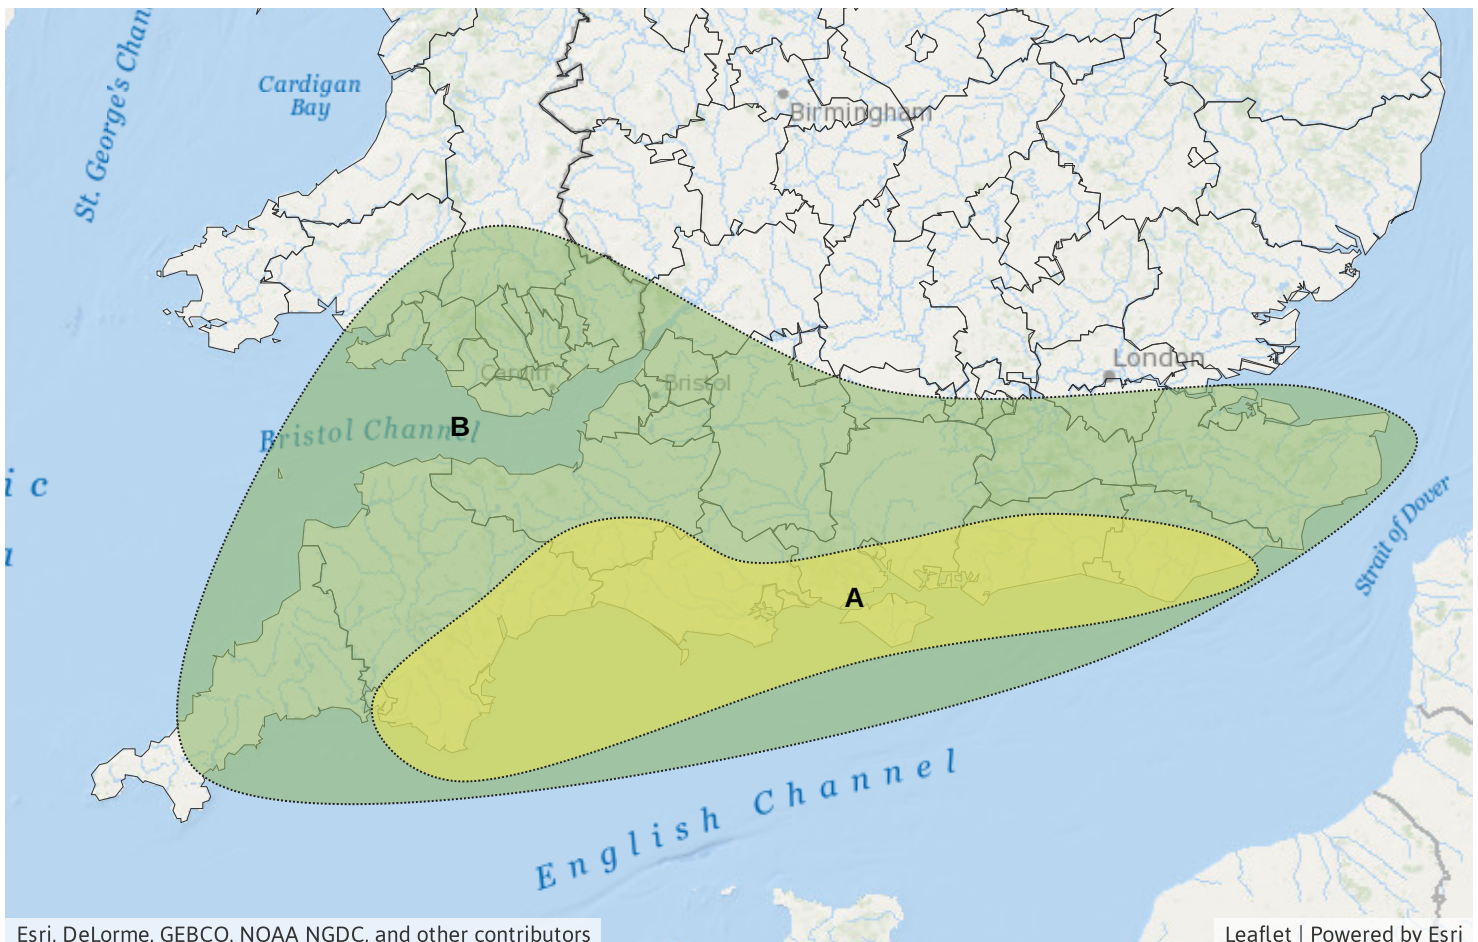 St. George's Chan
Cardigan
Bay
Birmingham
London
Cardiff
Bristol
Bristol Channel
B
i c
Strait of Dover
A
English Channel
Esri, DeLorme, GEBCO, NOAA NGDC, and other contributors
Leaflet | Powered by Esri